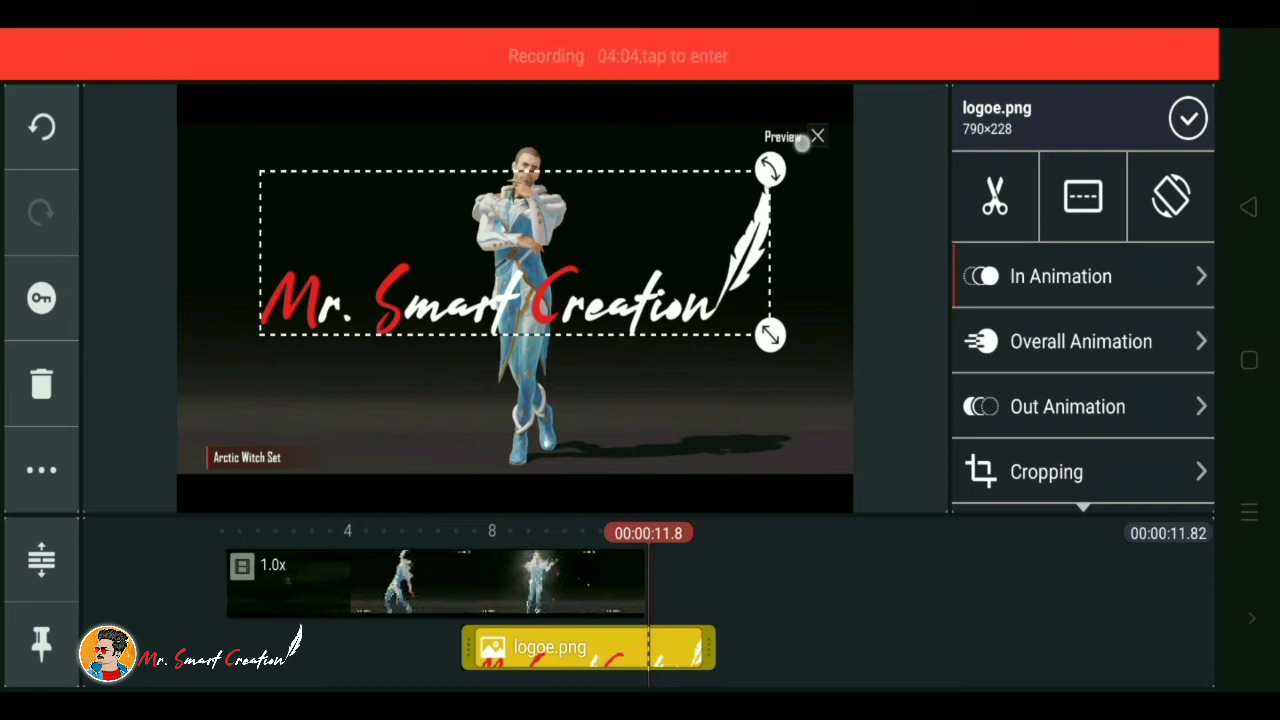 Recording 04:04,tap to enter
logoe.png
790×228
Preview
Mr. Smart Creation
In Animation
Overall Animation
Out Animation
Cropping
Arctic Witch Set
4
8
00:00:11.8
00:00:11.82
1.0x
logoe.png
Mr. Smart Creation